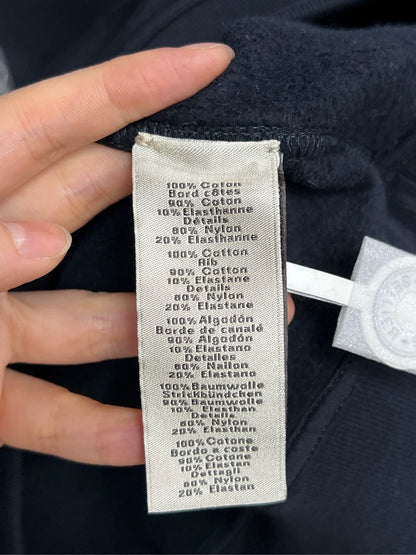 100% Coton
Bord côtes
90% Coton
10% Elasthanne
Détails
80% Nylon
20% Elasthanne
100% Cotton
Rib
90% Cotton
10% Elastane
Details
80% Nylon
20% Elastane
100% Algodón
Borde de canalé
90% Algodón
10% Elastano
Detalles
80% Nailon
20% Elastano
100% Baumwolle
Strickbündchen
90% Baumwolle
10% Elasthan
Details
80% Nylon
20% Elasthan
100% Cotone
Bordo a coste
90% Cotone
10% Elastan
Dettagli
80% Nylon
20% Elastan